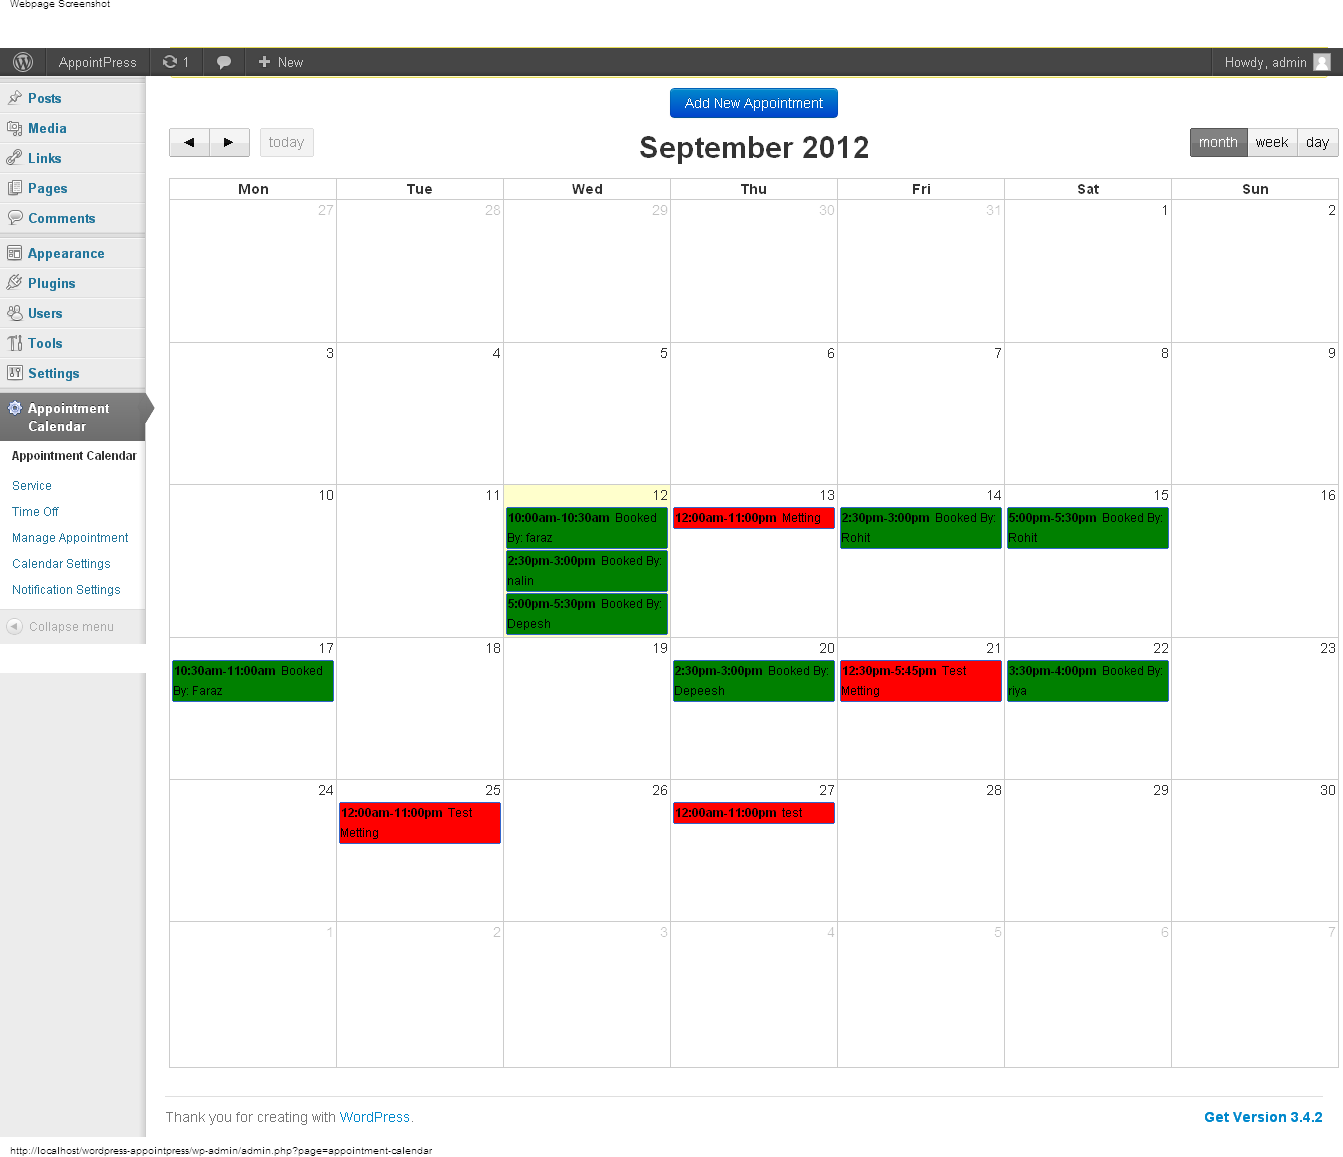 Webpage Screenshot
AppointPress 1 + New Howdy, admin
Posts
Media
Links
Pages
Comments
Appearance
Plugins
Users
Tools
Settings
Appointment
Calendar
Appointment Calendar
Service
Time Off
Manage Appointment
Calendar Settings
Notification Settings
Collapse menu
Add New Appointment
today September 2012 month week day
Mon Tue Wed Thu Fri Sat Sun
27 28 29 30 31 1 2
3 4 5 6 7 8 9
10 11 12 13 14 15 16
10:00am-10:30am Booked
By: faraz
2:30pm-3:00pm Booked By:
nalin
5:00pm-5:30pm Booked By:
Depesh
12:00am-11:00pm Metting
2:30pm-3:00pm Booked By:
Rohit
5:00pm-5:30pm Booked By:
Rohit
17 18 19 20 21 22 23
10:30am-11:00am Booked
By: Faraz
2:30pm-3:00pm Booked By:
Depeesh
12:30pm-5:45pm Test
Metting
3:30pm-4:00pm Booked By:
riya
24 25 26 27 28 29 30
12:00am-11:00pm Test
Metting
12:00am-11:00pm test
1 2 3 4 5 6 7
Thank you for creating with WordPress. Get Version 3.4.2
http://localhost/wordpress-appointpress/wp-admin/admin.php?page=appointment-calendar